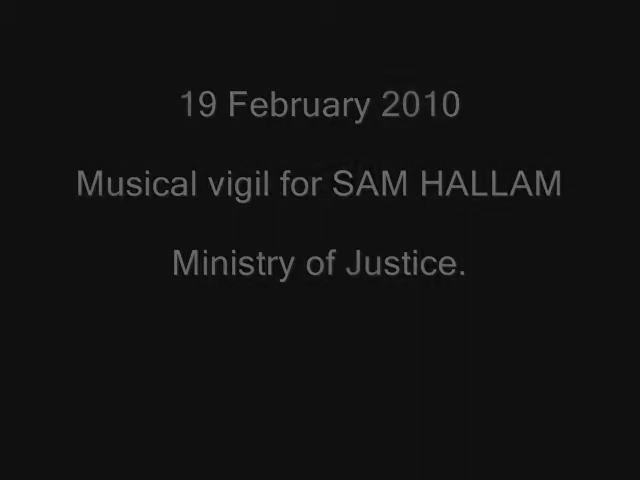 19 February 2010
Musical vigil for SAM HALLAM
Ministry of Justice.